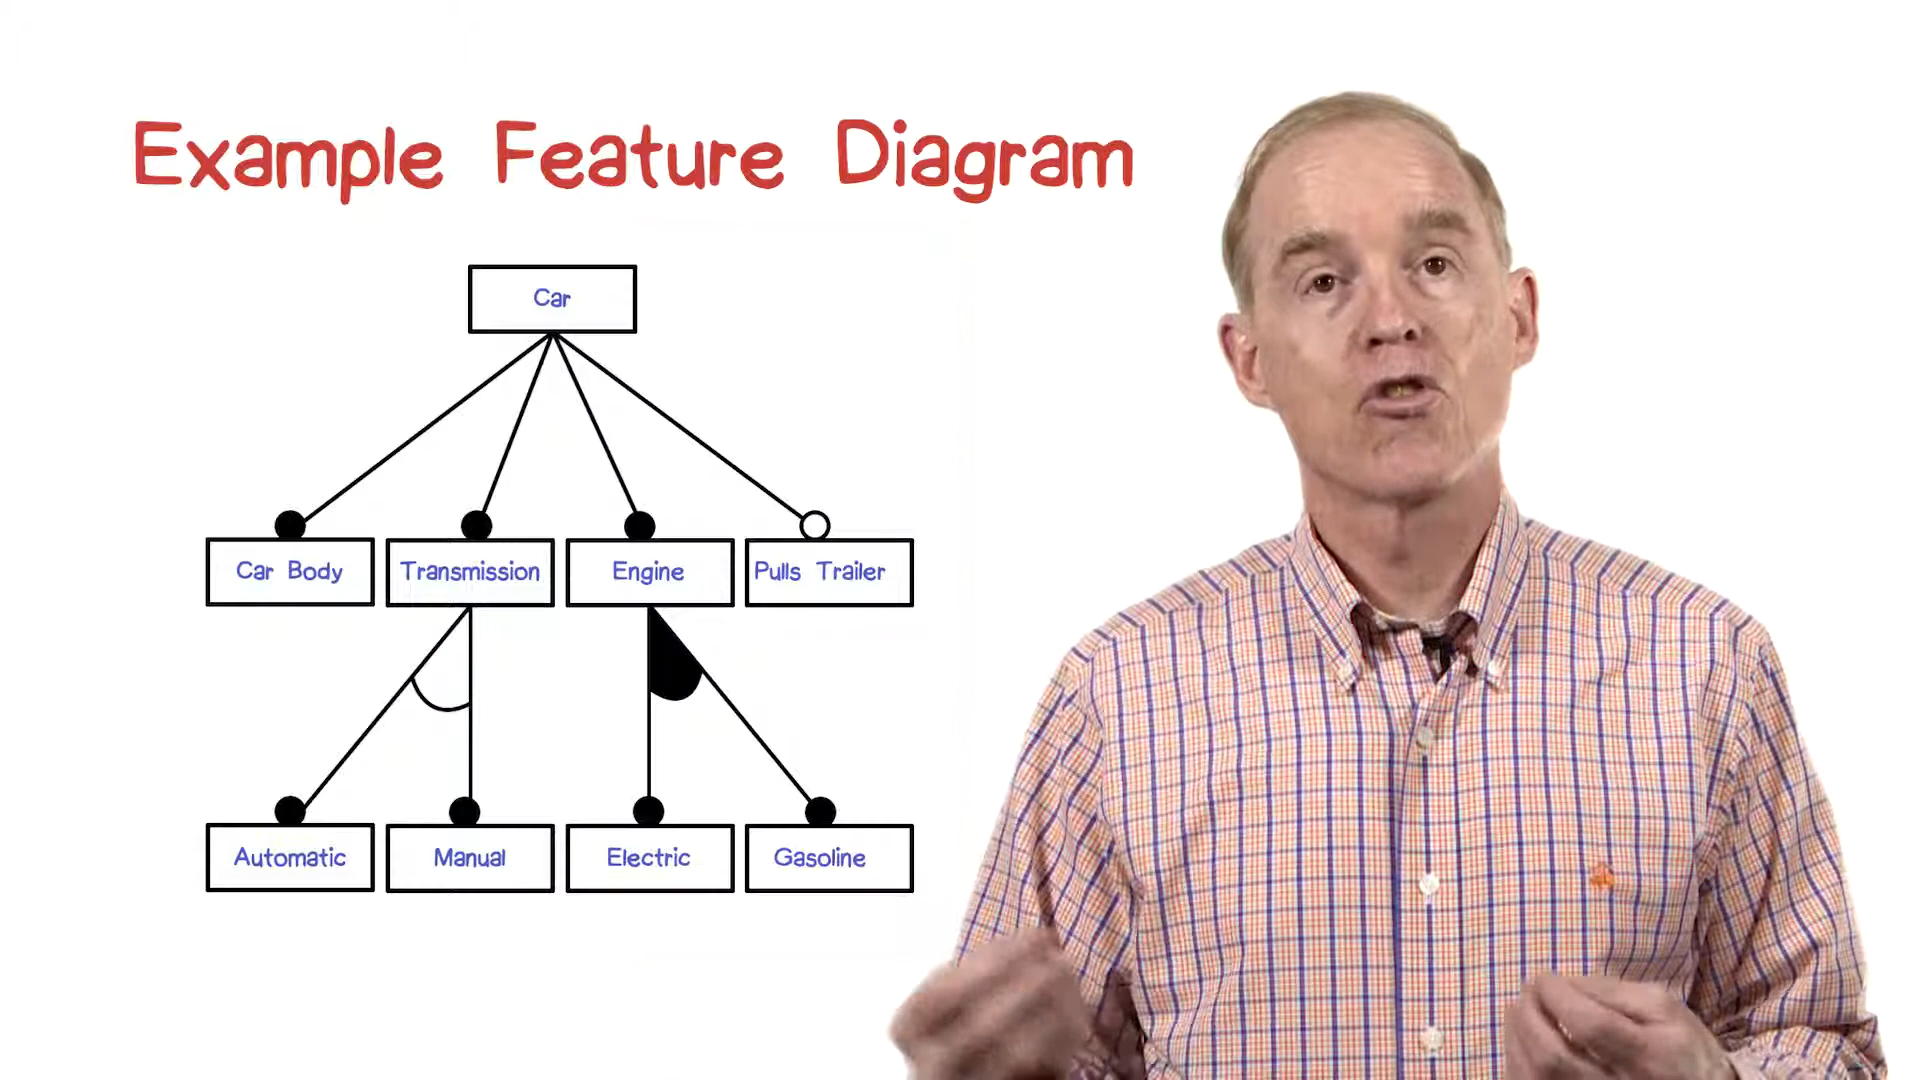 Example Feature Diagram
Car
Car Body
Transmission
Engine
Pulls Trailer
Automatic
Manual
Electric
Gasoline